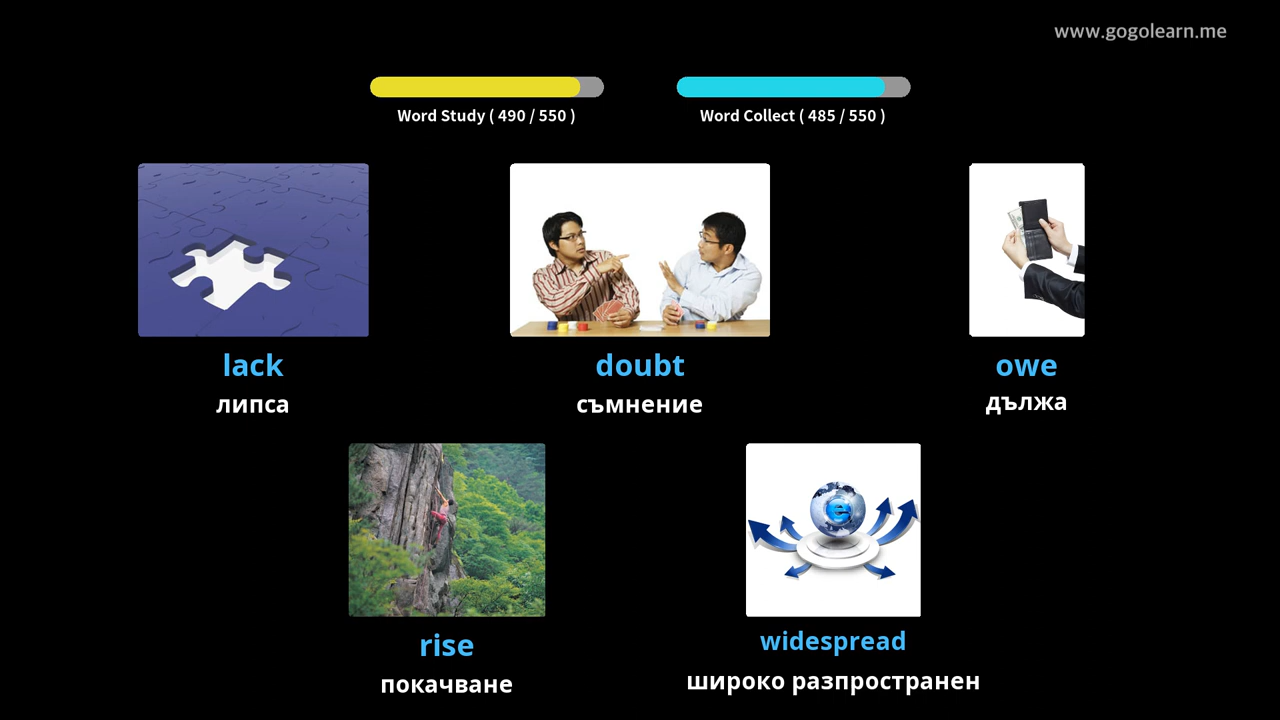 www.gogolearn.me
Word Study ( 490 / 550 )
Word Collect ( 485 / 550 )
lack
doubt
owe
липса
съмнение
дължа
e
rise
widespread
покачване
широко разпространен